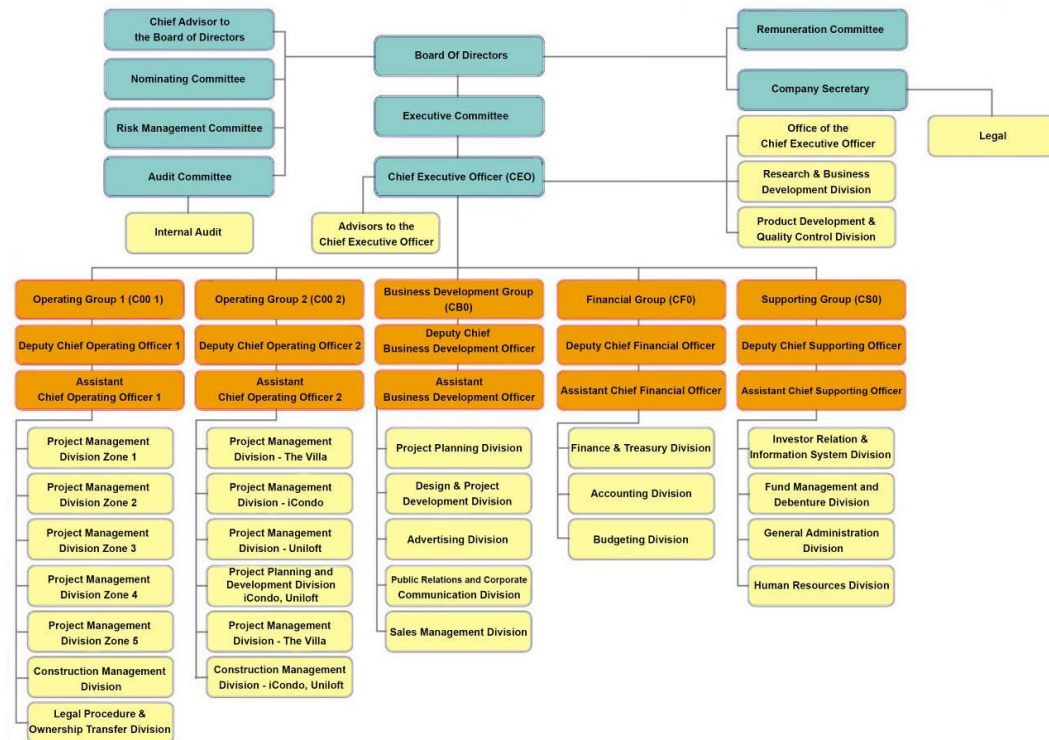 Chief Advisor to
the Board of Directors
Nominating Committee
Risk Management Committee
Audit Committee
Internal Audit
Board Of Directors
Executive Committee
Chief Executive Officer (CEO)
Advisors to the
Chief Executive Officer
Remuneration Committee
Company Secretary
Legal
Office of the
Chief Executive Officer
Research & Business
Development Division
Product Development &
Quality Control Division
Operating Group 1 (C00 1)
Deputy Chief Operating Officer 1
Assistant
Chief Operating Officer 1
Project Management
Division Zone 1
Project Management
Division Zone 2
Project Management
Division Zone 3
Project Management
Division Zone 4
Project Management
Division Zone 5
Construction Management
Division
Legal Procedure &
Ownership Transfer Division
Operating Group 2 (C00 2)
Deputy Chief Operating Officer 2
Assistant
Chief Operating Officer 2
Project Management
Division - The Villa
Project Management
Division - iCondo
Project Management
Division - Uniloft
Project Planning and
Development Division
iCondo, Uniloft
Project Management
Division - The Villa
Construction Management
Division - iCondo, Uniloft
Business Development Group
(CB0)
Deputy Chief
Business Development Officer
Assistant
Business Development Officer
Project Planning Division
Design & Project
Development Division
Advertising Division
Public Relations and Corporate
Communication Division
Sales Management Division
Financial Group (CF0)
Deputy Chief Financial Officer
Assistant Chief Financial Officer
Finance & Treasury Division
Accounting Division
Budgeting Division
Supporting Group (CS0)
Deputy Chief Supporting Officer
Assistant Chief Supporting Officer
Investor Relation &
Information System Division
Fund Management and
Debenture Division
General Administration
Division
Human Resources Division